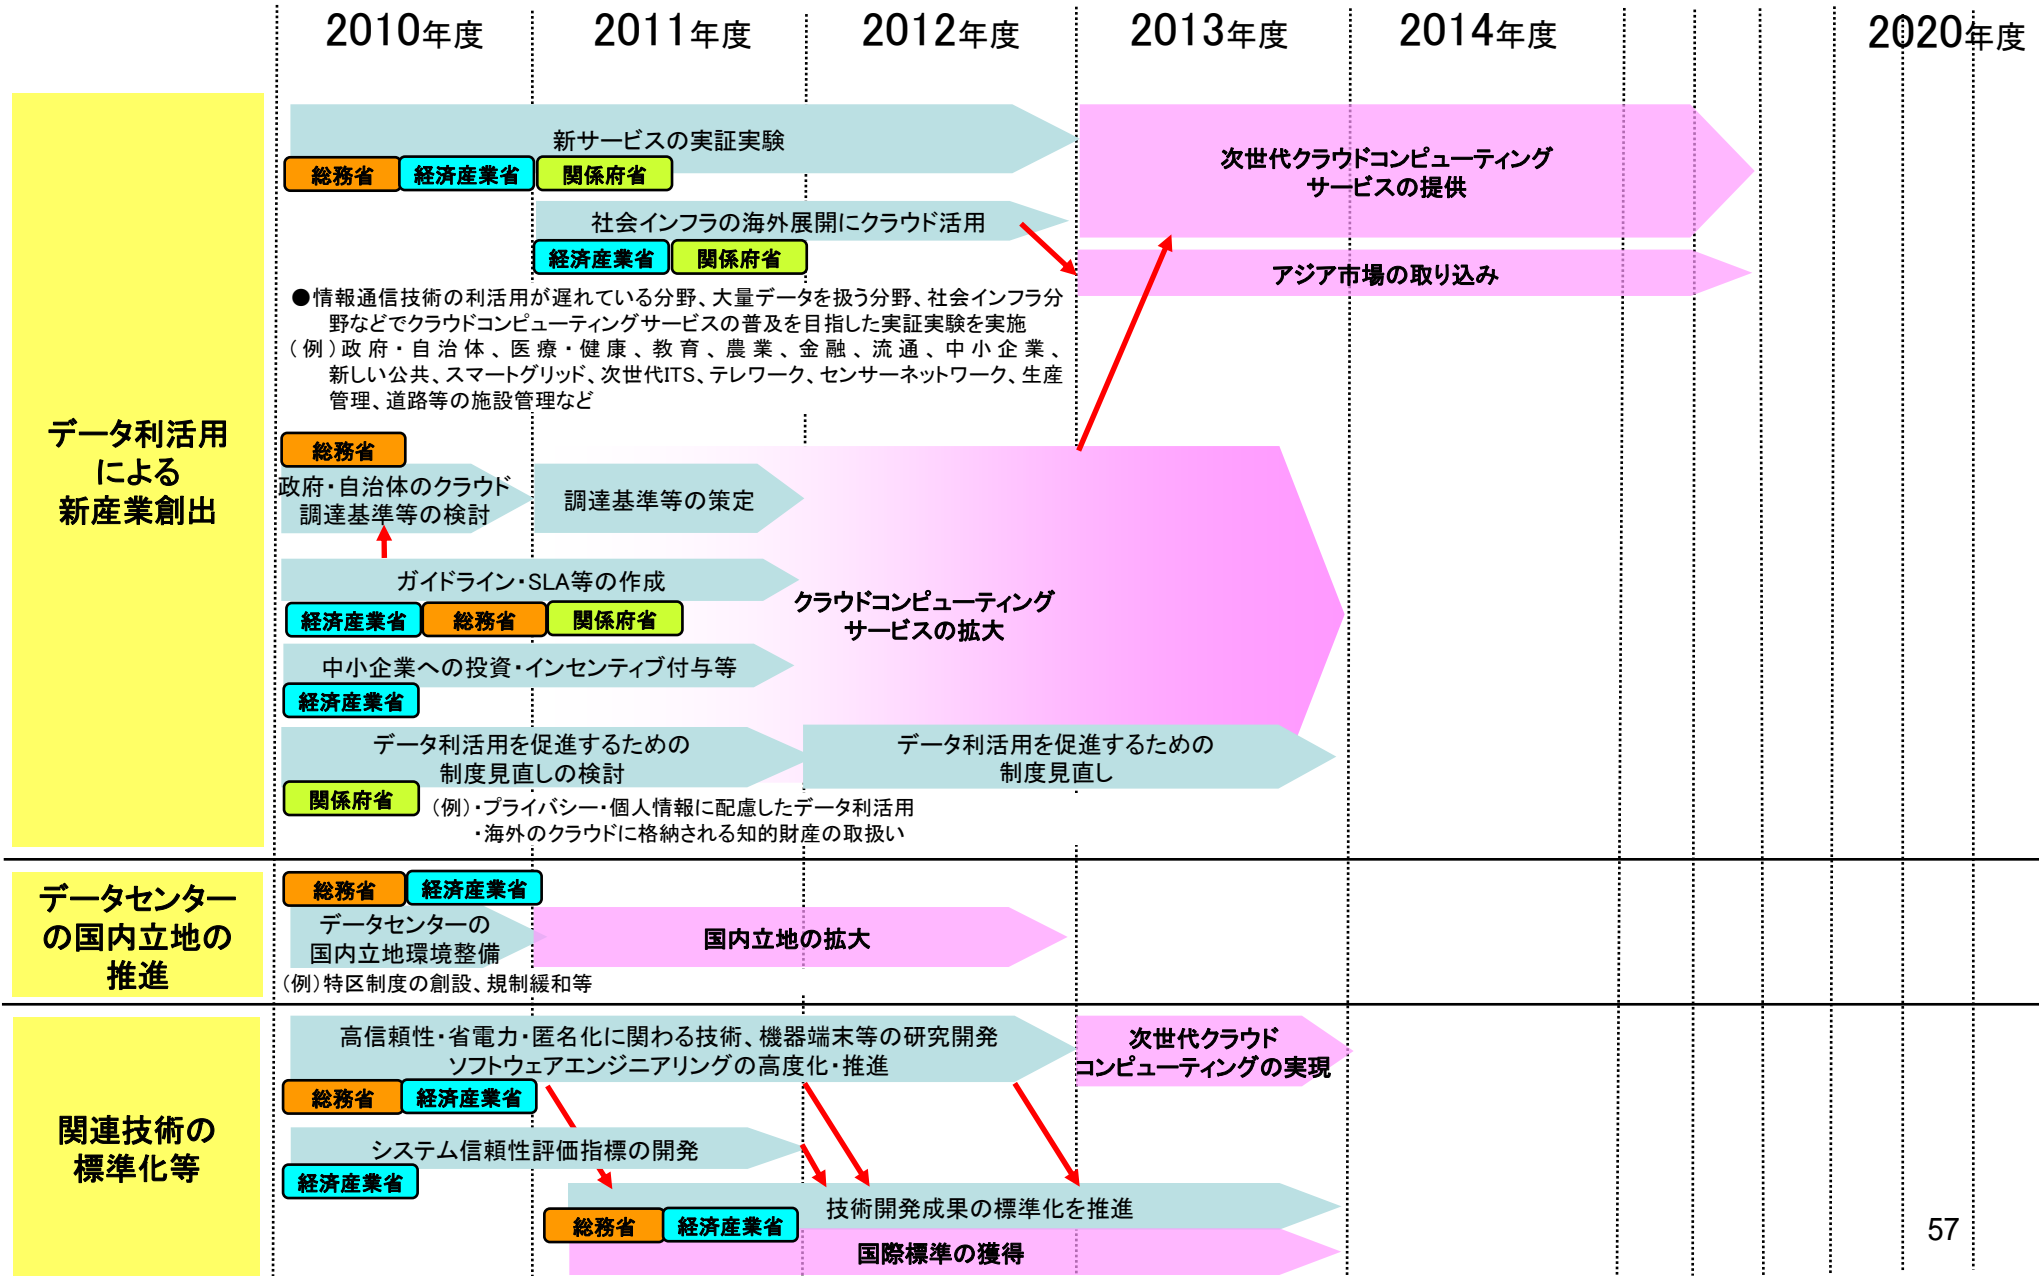 2010年度
2011年度
2012年度
2013年度
2014年度
2020年度
データ利活用
による
新産業創出
新サービスの実証実験
総務省
経済産業省
関係府省
次世代クラウドコンピューティング
サービスの提供
社会インフラの海外展開にクラウド活用
経済産業省
関係府省
アジア市場の取り込み
●情報通信技術の利活用が遅れている分野、大量データを扱う分野、社会インフラ分
野などでクラウドコンピューティングサービスの普及を目指した実証実験を実施
(例)政府・自治体、医療・健康、教育、農業、金融、流通、中小企業、
新しい公共、スマートグリッド、次世代ITS、テレワーク、センサーネットワーク、生産
管理、道路等の施設管理など
総務省
政府・自治体のクラウド
調達基準等の検討
調達基準等の策定
ガイドライン・SLA等の作成
経済産業省
総務省
関係府省
クラウドコンピューティング
サービスの拡大
中小企業への投資・インセンティブ付与等
経済産業省
データ利活用を促進するための
制度見直しの検討
データ利活用を促進するための
制度見直し
関係府省
(例)・プライバシー・個人情報に配慮したデータ利活用
・海外のクラウドに格納される知的財産の取扱い
データセンター
の国内立地の
推進
総務省
経済産業省
データセンターの
国内立地環境整備
国内立地の拡大
(例)特区制度の創設、規制緩和等
関連技術の
標準化等
高信頼性・省電力・匿名化に関わる技術、機器端末等の研究開発
ソフトウェアエンジニアリングの高度化・推進
次世代クラウド
コンピューティングの実現
総務省
経済産業省
システム信頼性評価指標の開発
経済産業省
技術開発成果の標準化を推進
総務省
経済産業省
国際標準の獲得
57